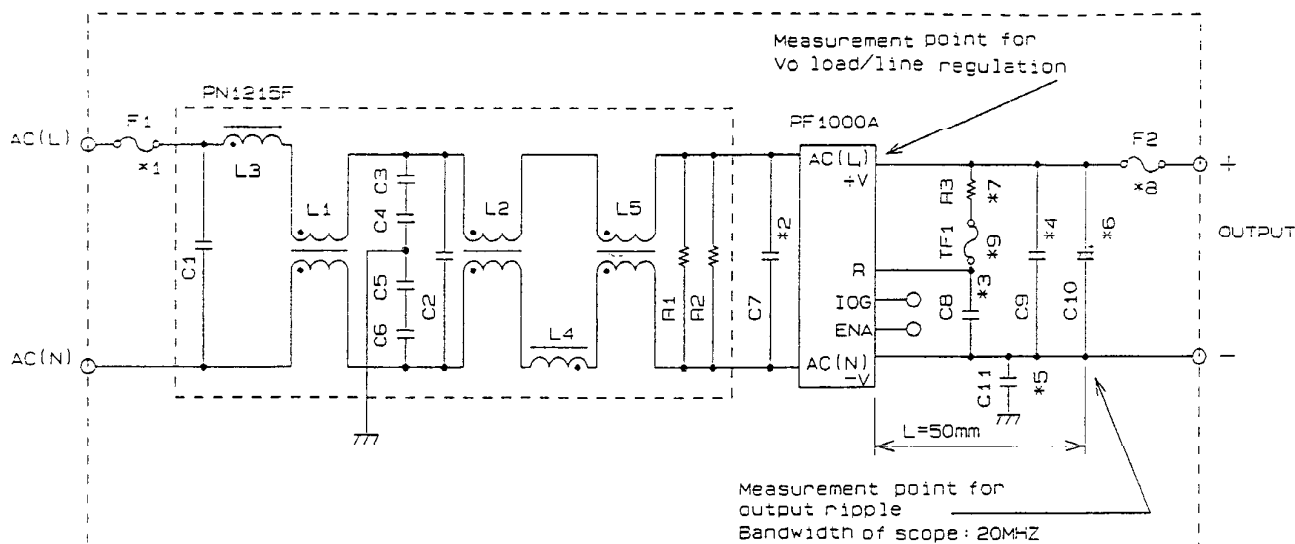 Measurement point for
Vo load/line regulation
PN1215F
AC(L)
F1
*1
L3
C1
L1
C3
C4
C5
C6
C2
L2
L4
L5
R1
R2
C7
*2
PF1000A
AC(L)
+V
R
IOG
ENA
AC(N)
-V
R3
*7
TF1
*9
*3
C8
*4
C9
*6
C10
C11
*5
F2
*8
+
OUTPUT
-
AC(N)
L=50mm
Measurement point for
output ripple
Bandwidth of scope: 20MHZ